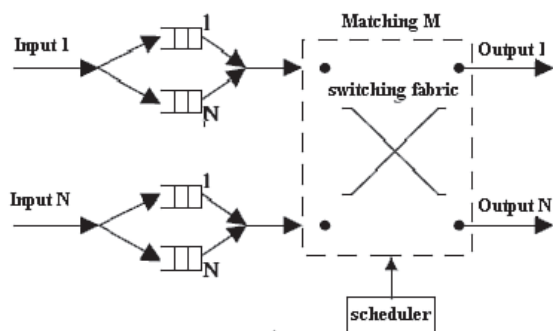 Matching M
Input 1
1
N
switching fabric
Output 1
Input N
1
N
Output N
scheduler